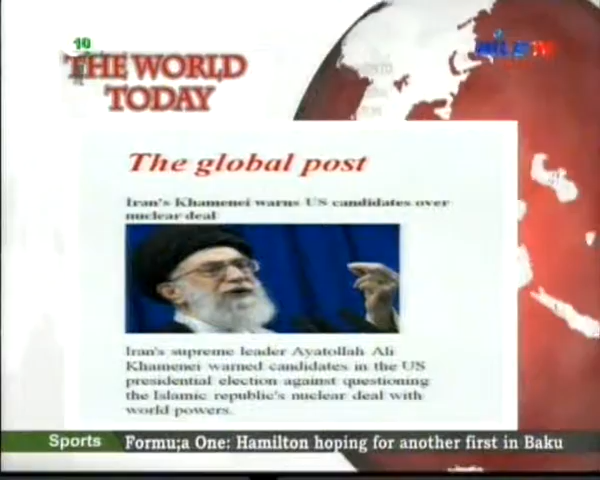 10
THE WORLD
TODAY
The global post
Iran's Khamenei warns US candidates over
nuclear deal
Iran's supreme leader Ayatollah Ali
Khamenei warned candidates in the US
presidential election against questioning
the Islamic republic's nuclear deal with
world powers.
Sports Formu;a One: Hamilton hoping for another first in Baku